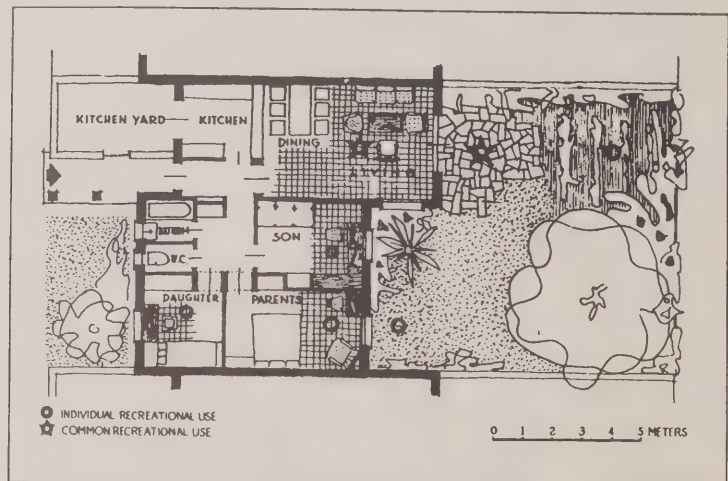 KITCHEN YARD
KITCHEN
DINING
LIVING
SON
W.C.
DAUGHTER
PARENTS
INDIVIDUAL RECREATIONAL USE
COMMON RECREATIONAL USE
0 1 2 3 4 5 METERS